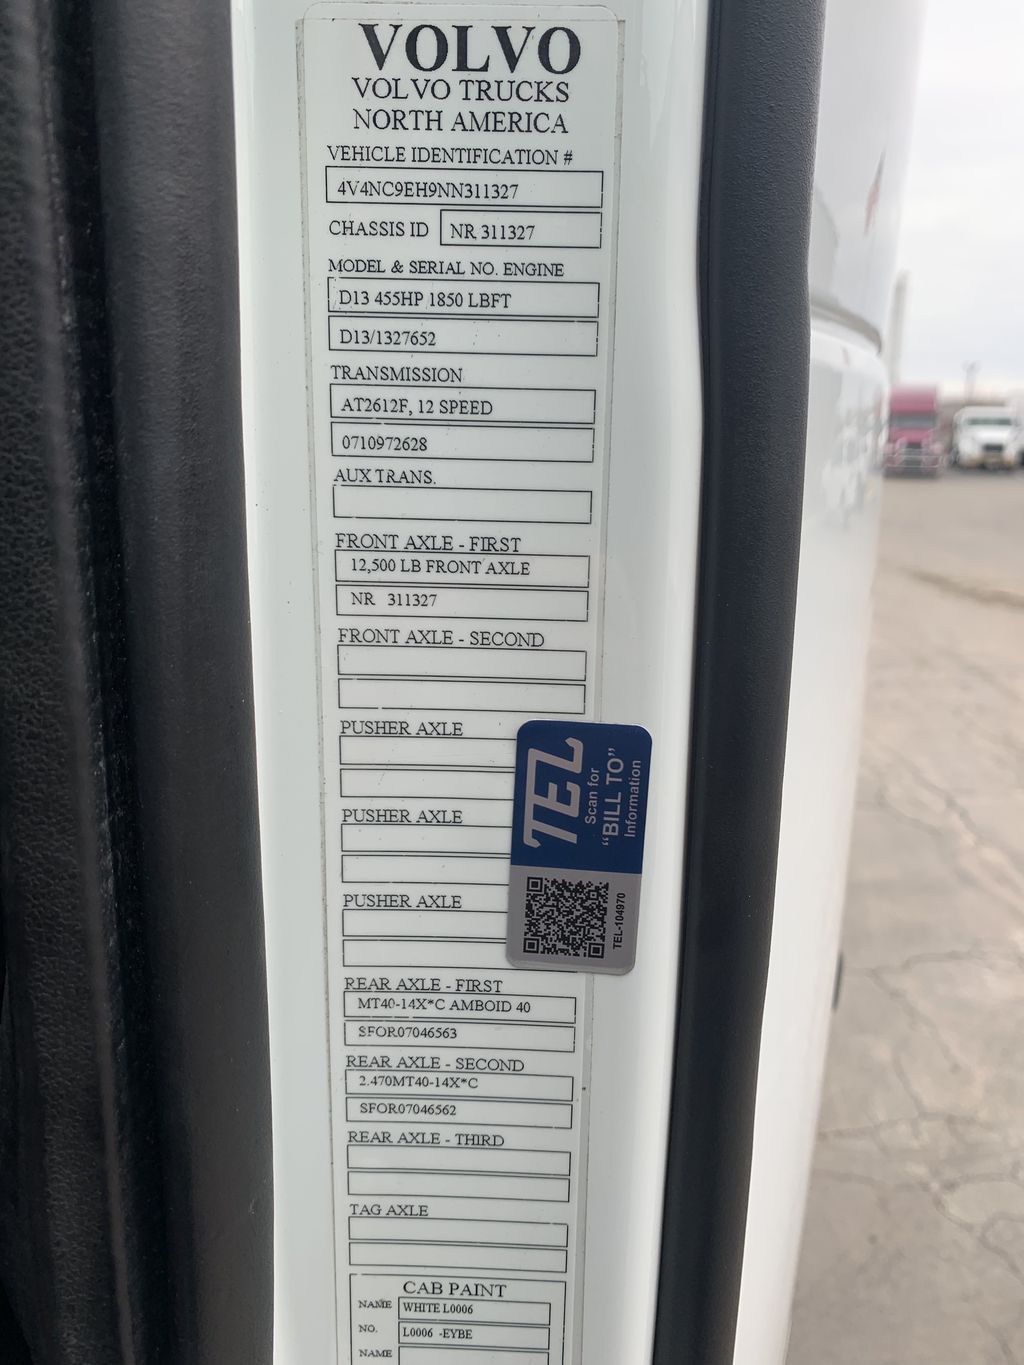 VOLVO
VOLVO TRUCKS
NORTH AMERICA
VEHICLE IDENTIFICATION #
4V4NC9EH9NN311327
CHASSIS ID NR 311327
MODEL & SERIAL NO. ENGINE
D13 455HP 1850 LBFT
D13/1327652
TRANSMISSION
AT2612F, 12 SPEED
0710972628
AUX TRANS.
FRONT AXLE - FIRST
12,500 LB FRONT AXLE
NR 311327
FRONT AXLE - SECOND
PUSHER AXLE
PUSHER AXLE
PUSHER AXLE
TEL
Scan for
"BILL TO"
Information
TEL-104970
REAR AXLE - FIRST
MT40-14X*C AMBOID 40
SFOR07046563
REAR AXLE - SECOND
2.470MT40-14X*C
SFOR07046562
REAR AXLE - THIRD
TAG AXLE
CAB PAINT
NAME WHITE L0006
NO. L0006 -EYBE
NAME